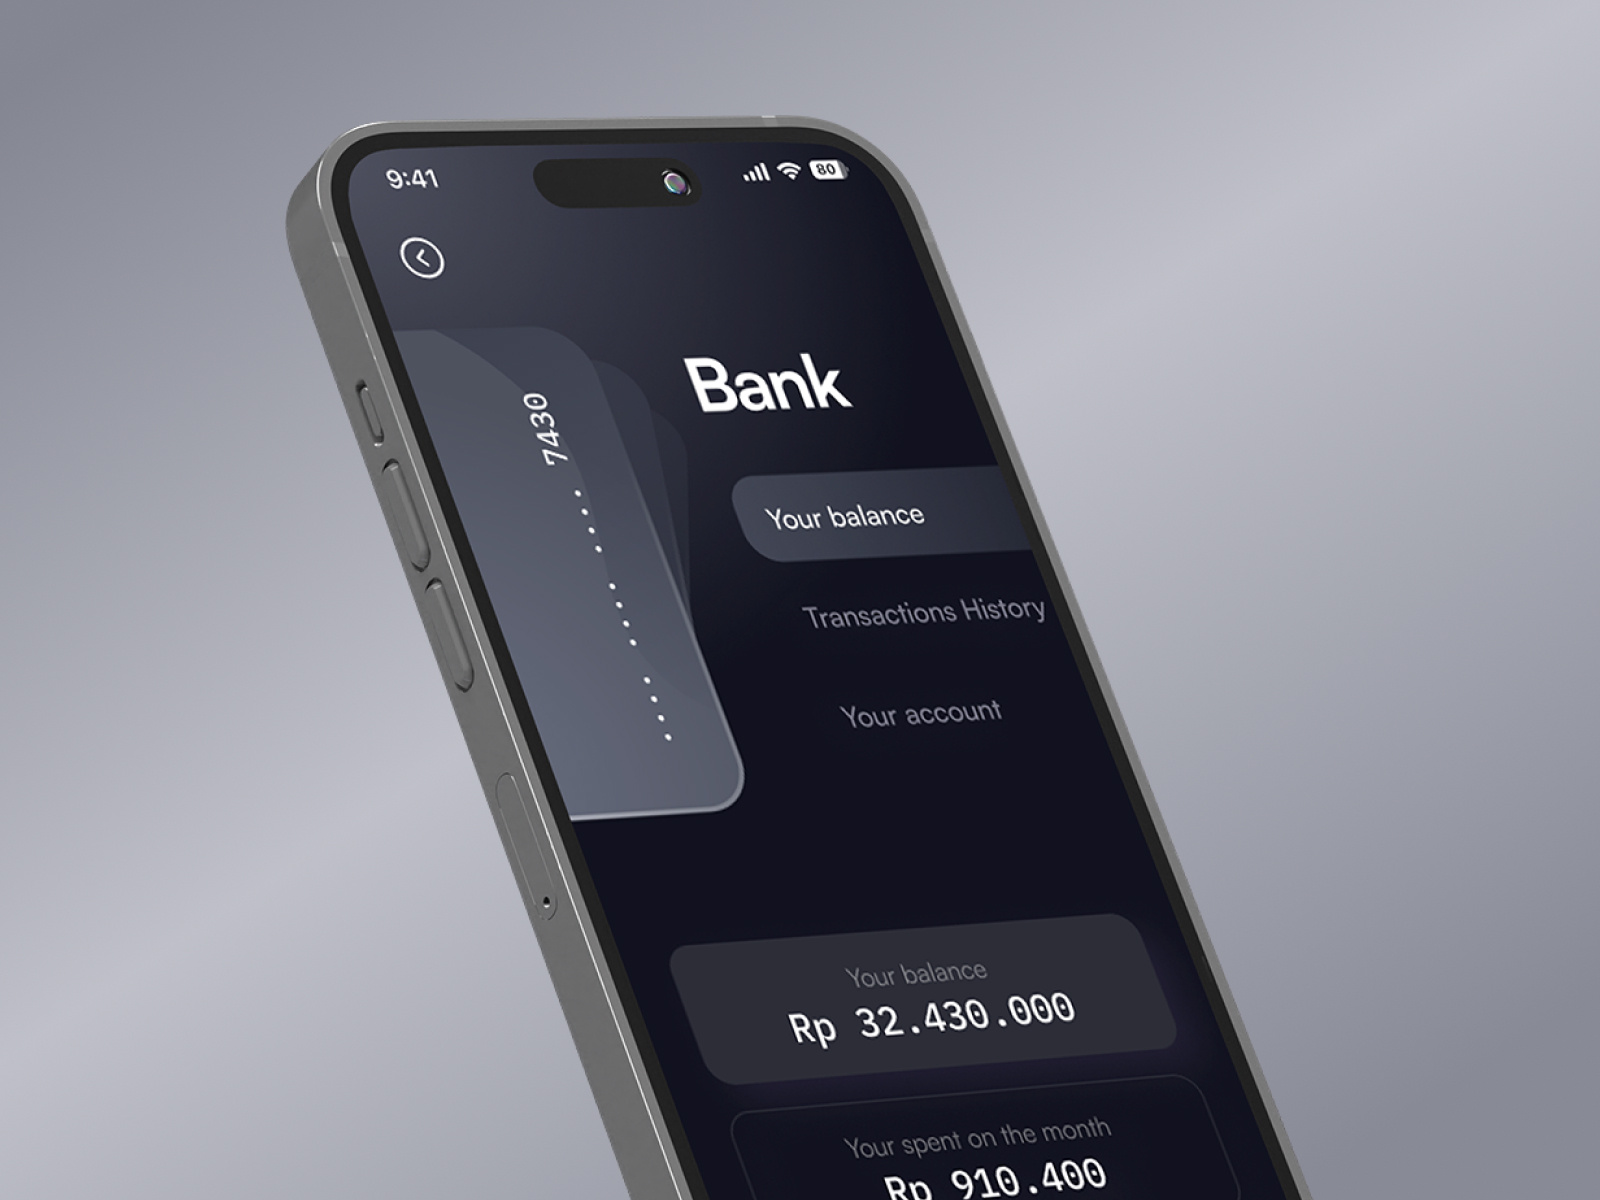 9:41
80
Bank
7430
Your balance
Transactions History
Your account
Your balance
Rp 32.430.000
Your spent on the month
Rp 910.400